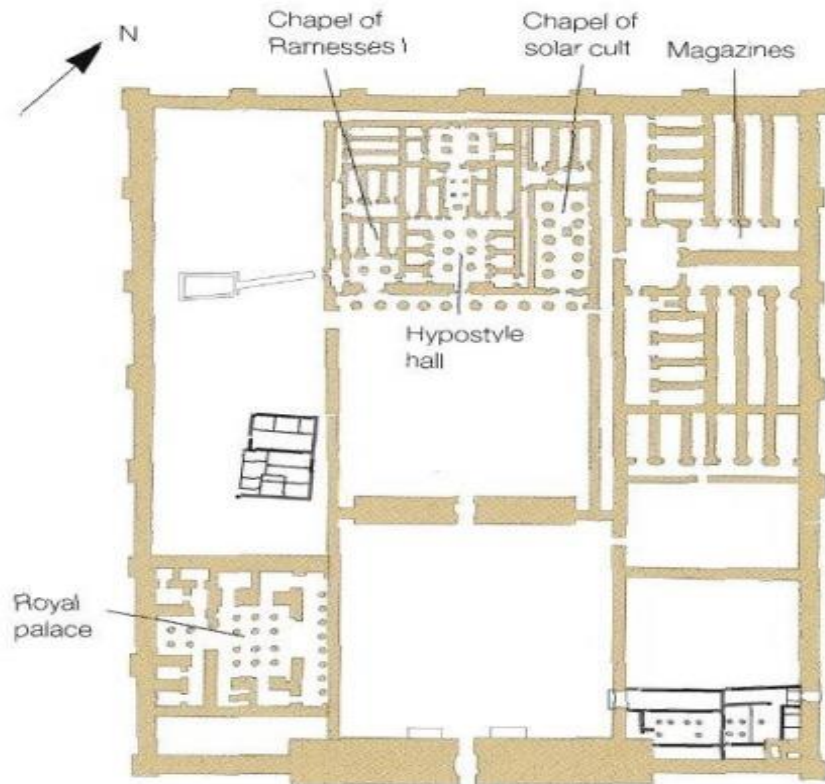 N
Chapel of
Ramesses I
Chapel of
solar cult
Magazines
Hypostyle
hall
Royal
palace